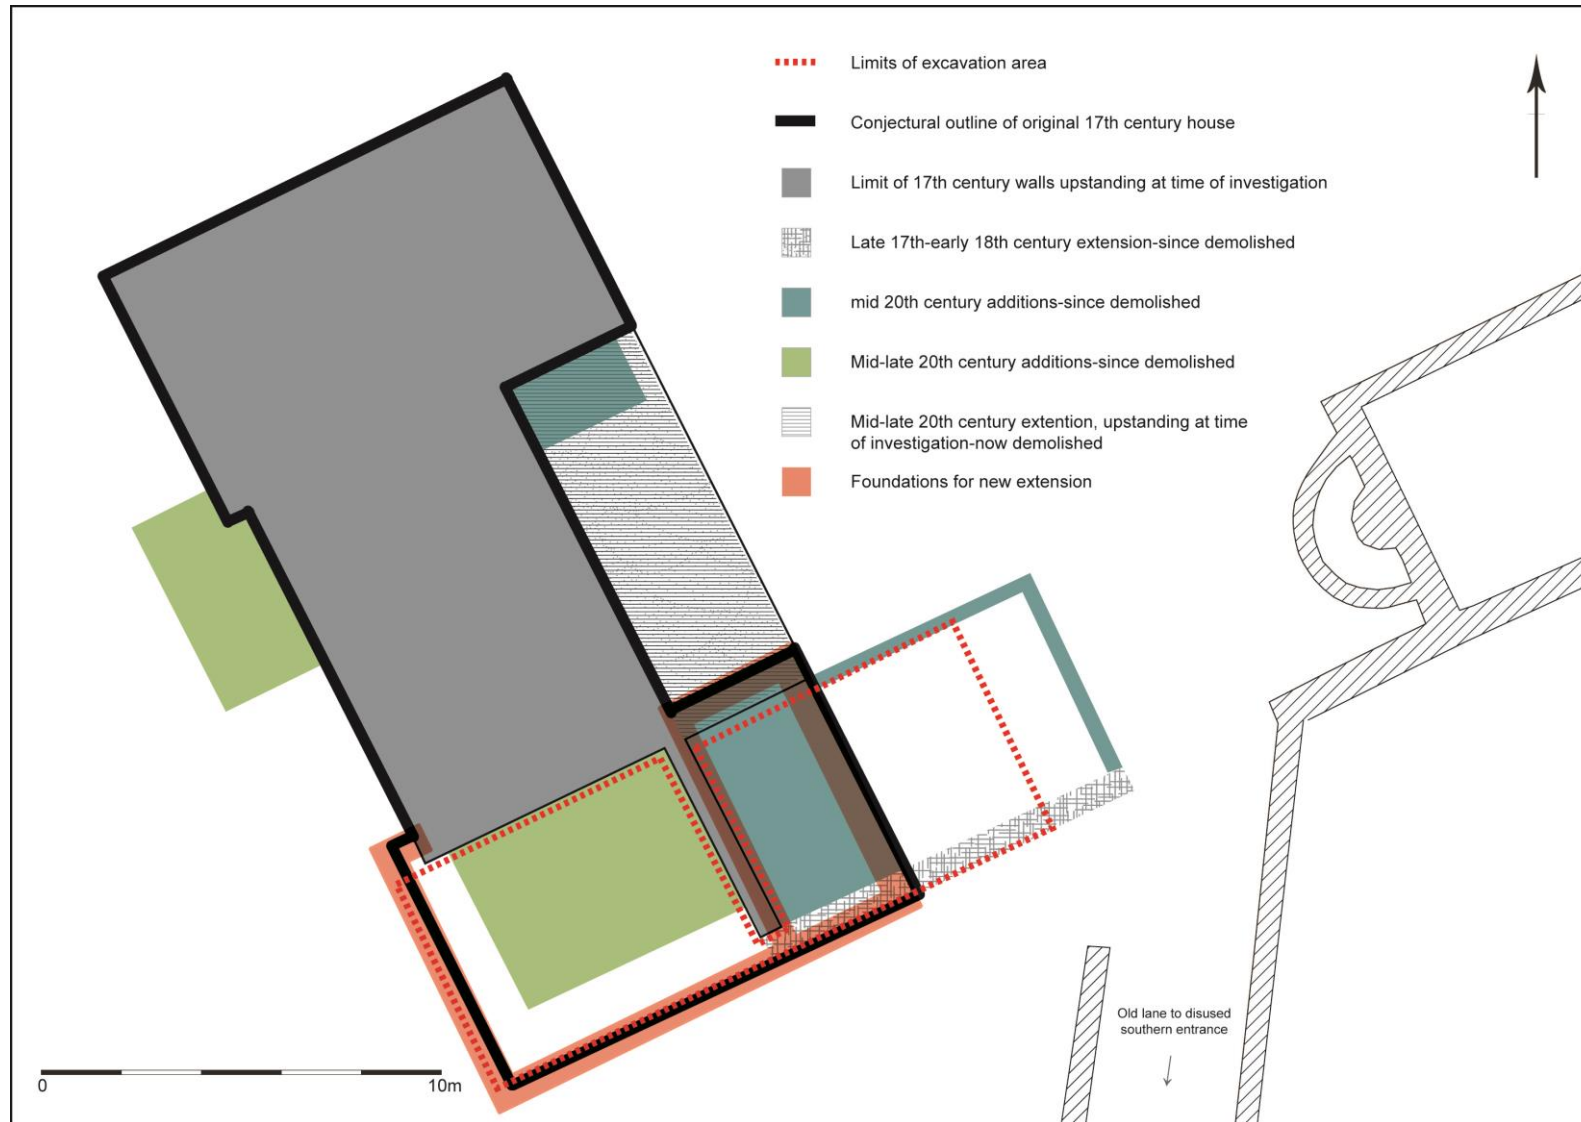 Limits of excavation area
Conjectural outline of original 17th century house
Limit of 17th century walls upstanding at time of investigation
Late 17th-early 18th century extension-since demolished
mid 20th century additions-since demolished
Mid-late 20th century additions-since demolished
Mid-late 20th century extention, upstanding at time
of investigation-now demolished
Foundations for new extension
Old lane to disused
southern entrance
0
10m